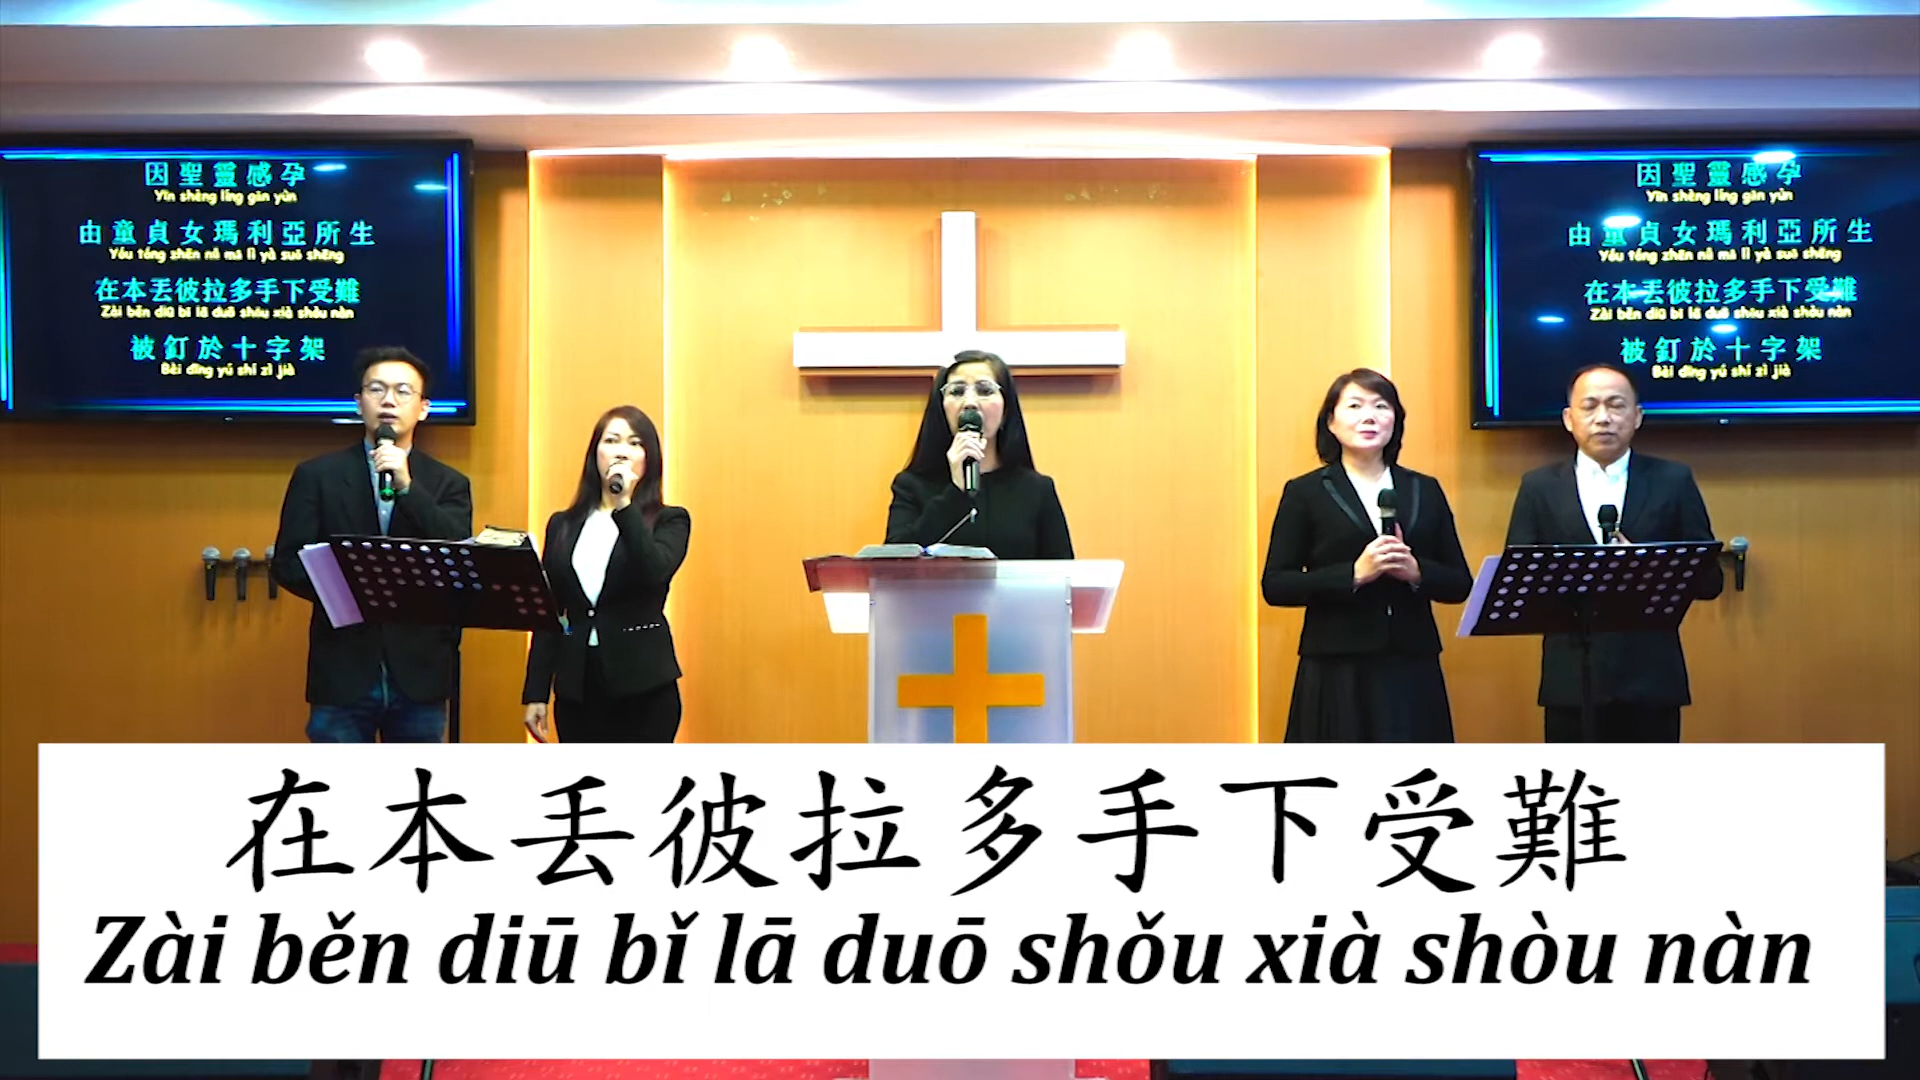 因聖靈感孕
Yīn shèng líng gǎn yùn
由童貞女瑪利亞所生
Yóu tóng zhēn nǚ mǎ lì yà suǒ shēng
在本丟彼拉多手下受難
Zài běn diū bǐ lā duō shǒu xià shòu nàn
被釘於十字架
Bèi dīng yú shí zì jià
因聖靈感孕
Yīn shèng líng gǎn yùn
由童貞女瑪利亞所生
Yóu tóng zhēn nǚ mǎ lì yà suǒ shēng
在本丟彼拉多手下受難
Zài běn diū bǐ lā duō shǒu xià shòu nàn
被釘於十字架
Bèi dīng yú shí zì jià
在本丟彼拉多手下受難
Zài běn diū bǐ lā duō shǒu xià shòu nàn